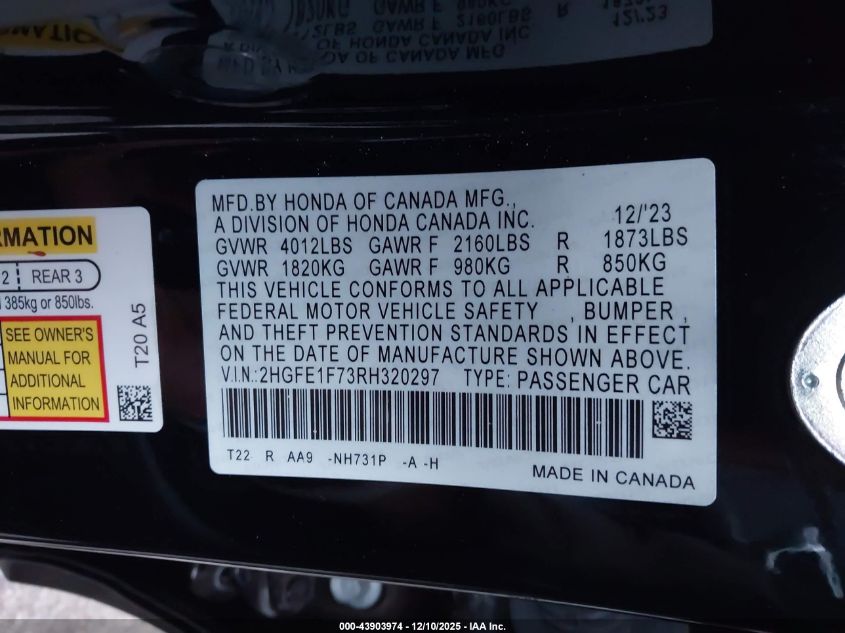 MFD.BY HONDA OF CANADA MFG.,
A DIVISION OF HONDA CANADA INC. 12/'23
GVWR 4012LBS GAWR F 2160LBS R 1873LBS
GVWR 1820KG GAWR F 980KG R 850KG
THIS VEHICLE CONFORMS TO ALL APPLICABLE
FEDERAL MOTOR VEHICLE SAFETY , BUMPER ,
AND THEFT PREVENTION STANDARDS IN EFFECT
ON THE DATE OF MANUFACTURE SHOWN ABOVE.
V.I.N.:2HGFE1F73RH320297 TYPE: PASSENGER CAR
T22 R AA9 -NH731P -A -H
MADE IN CANADA
2 REAR 3
385kg or 850lbs.
SEE OWNER'S
MANUAL FOR
ADDITIONAL
INFORMATION
T20 A5
000-43903974 - 12/10/2025 - IAA Inc.